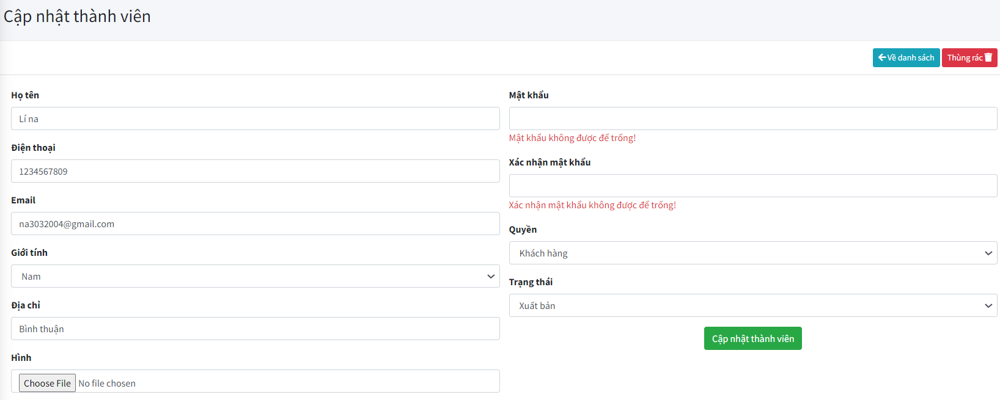 Cập nhật thành viên
Về danh sách
Thùng rác
Họ tên
Lí na
Điện thoại
1234567809
Email
na3032004@gmail.com
Giới tính
Nam
Địa chỉ
Bình thuận
Hình
Choose File No file chosen
Mật khẩu
Mật khẩu không được để trống!
Xác nhận mật khẩu
Xác nhận mật khẩu không được để trống!
Quyền
Khách hàng
Trạng thái
Xuất bản
Cập nhật thành viên